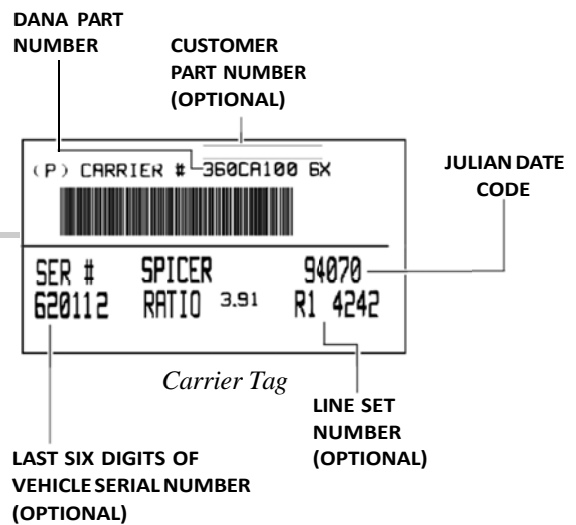 DANA PART
NUMBER
CUSTOMER
PART NUMBER
(OPTIONAL)
(P) CARRIER # 360CA100 6X
JULIAN DATE
CODE
SER # SPICER 94070
620112 RATIO 3.91 R1 4242
Carrier Tag
LINE SET
NUMBER
(OPTIONAL)
LAST SIX DIGITS OF
VEHICLE SERIAL NUMBER
(OPTIONAL)